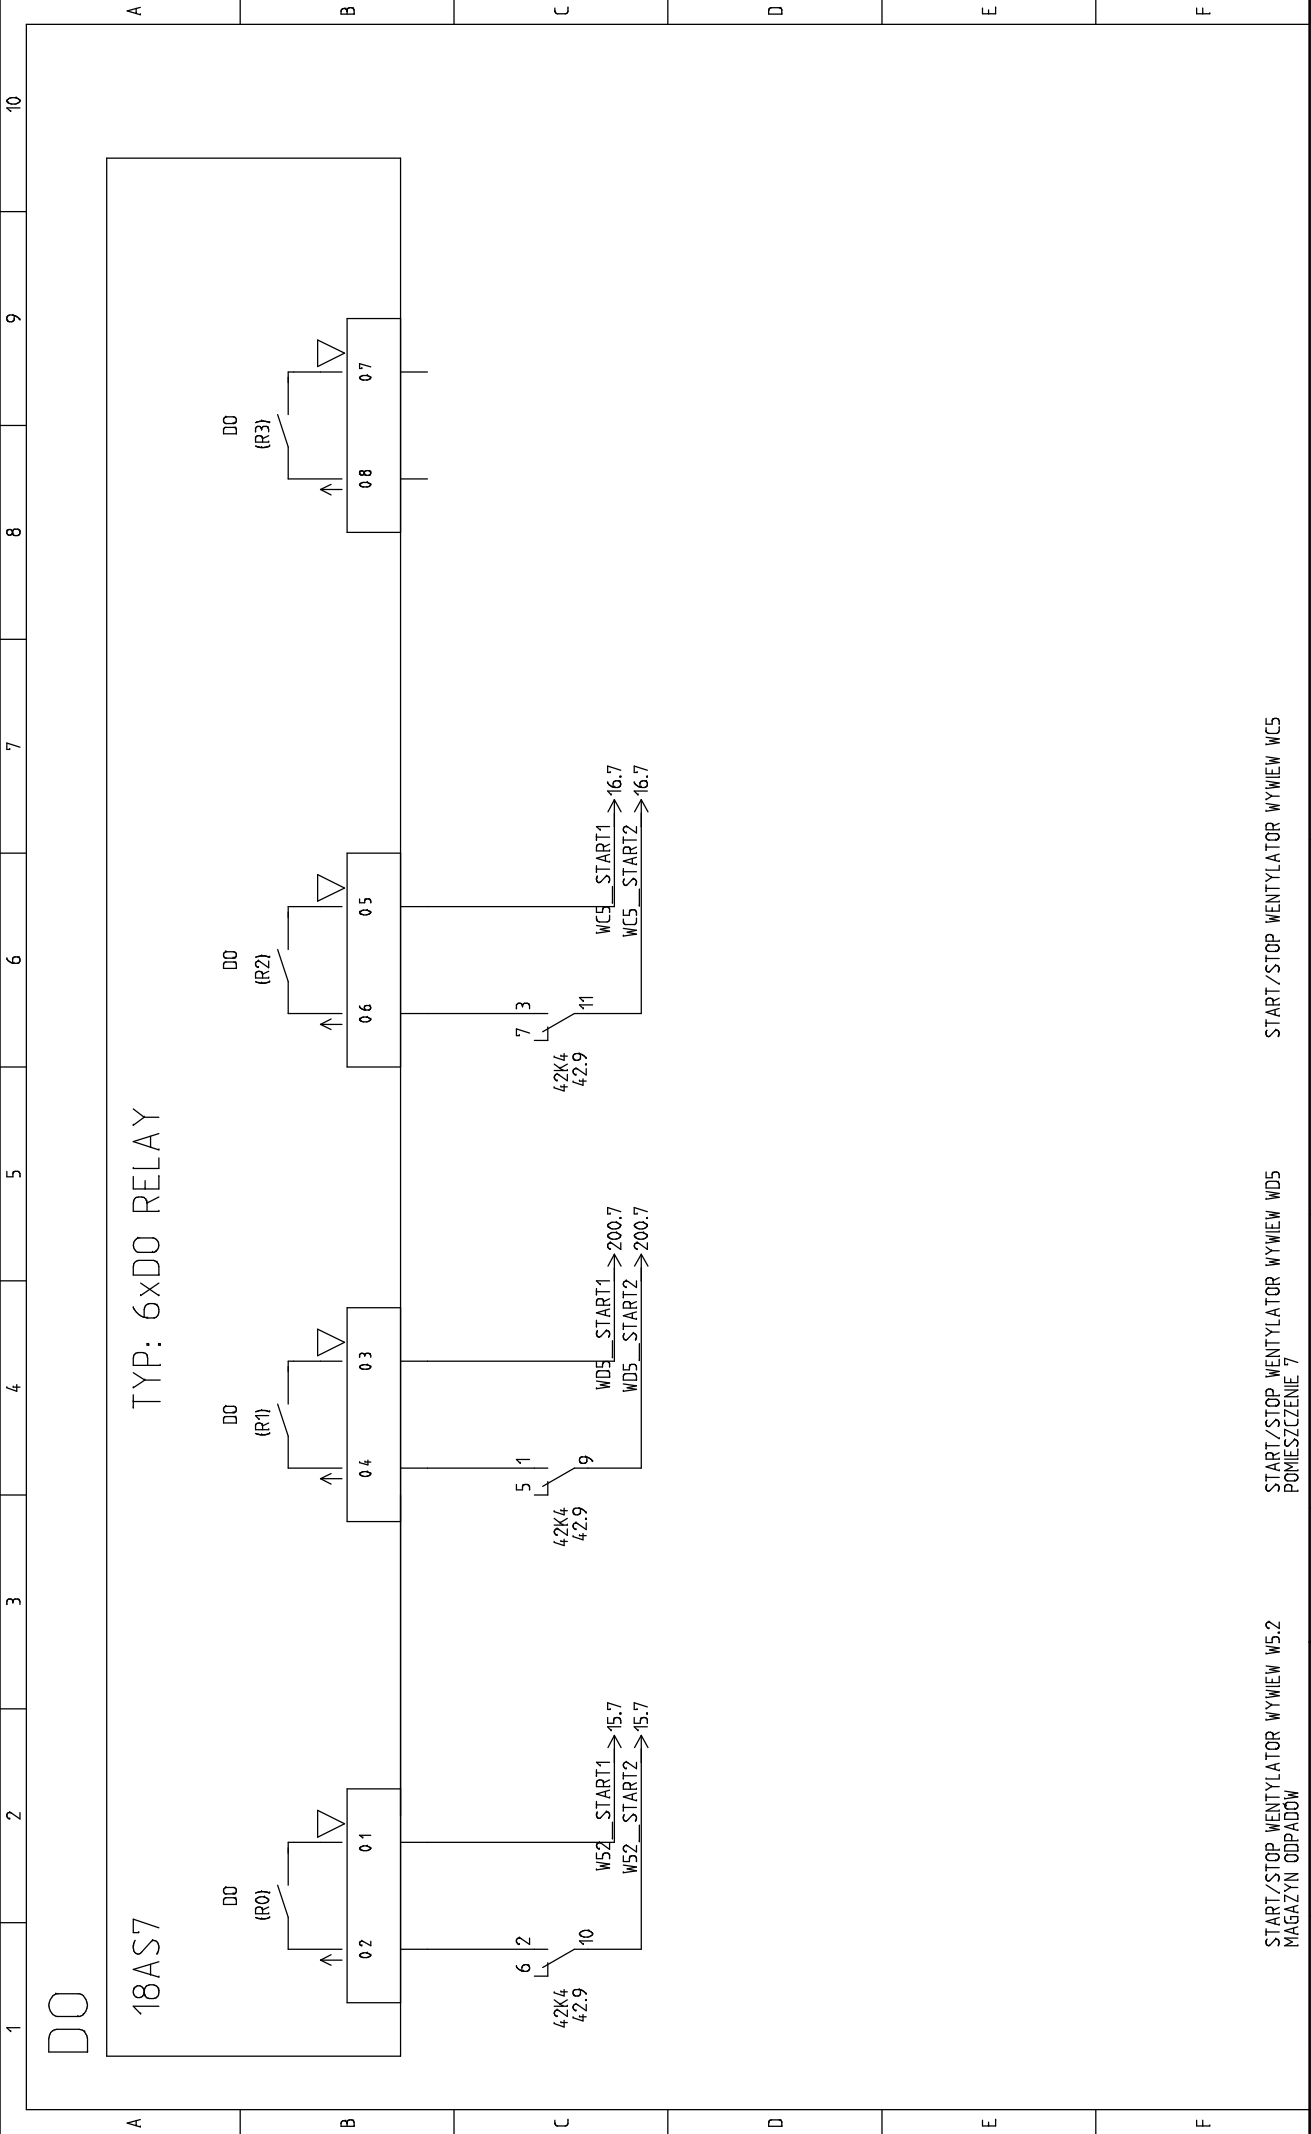 1 2 3 4 5 6 7 8 9 10
A A
B B
C C
D D
E E
F F
DO
18AS7
TYP: 6xDO RELAY
DO
(R0)
02 01
DO
(R1)
04 03
DO
(R2)
06 05
DO
(R3)
08 07
6 2
42K4
42.9
10
W52_START1
15.7
W52_START2
15.7
5 1
42K4
42.9
9
WD5_START1
200.7
WD5_START2
200.7
7 3
42K4
42.9
11
WC5_START1
16.7
WC5_START2
16.7
START/STOP WENTYLATOR WYWIEW W5.2
MAGAZYN ODPADÓW
START/STOP WENTYLATOR WYWIEW WD5
POMIESZCZENIE 7
START/STOP WENTYLATOR WYWIEW WC5